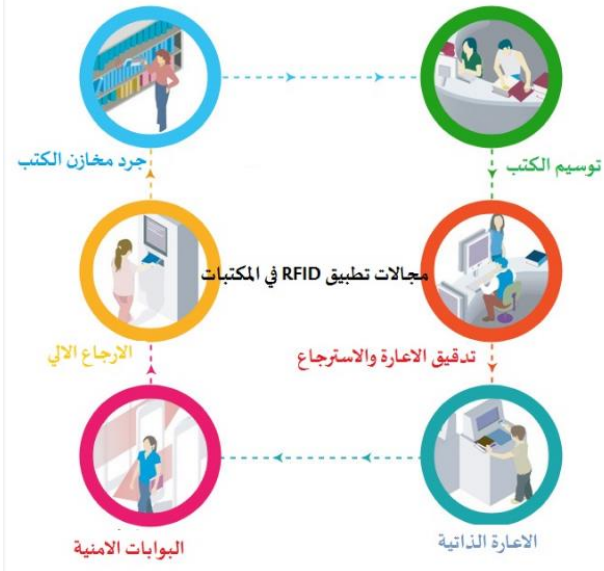 جرد مخازن الكتب
توسيم الكتب
مجالات تطبيق RFID في المكتبات
الارجاع الالي
تدقيق الاعارة والاسترجاع
البوابات الامنية
الاعارة الذاتية